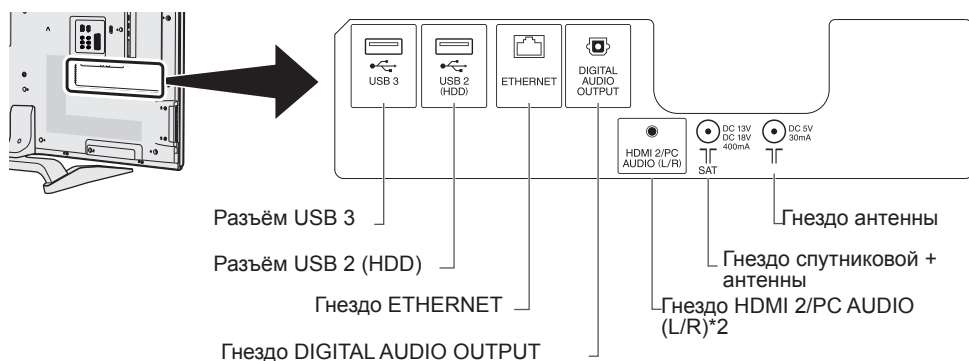 USB 3
USB 2
(HDD)
ETHERNET
DIGITAL
AUDIO
OUTPUT
HDMI 2/PC
AUDIO (L/R)
DC 13V
DC 18V
400mA
SAT
DC 5V
30mA
Разъём USB 3
Гнездо антенны
Разъём USB 2 (HDD)
Гнездо спутниковой +
антенны
Гнездо ETHERNET
Гнездо HDMI 2/PC AUDIO
(L/R)*2
Гнездо DIGITAL AUDIO OUTPUT